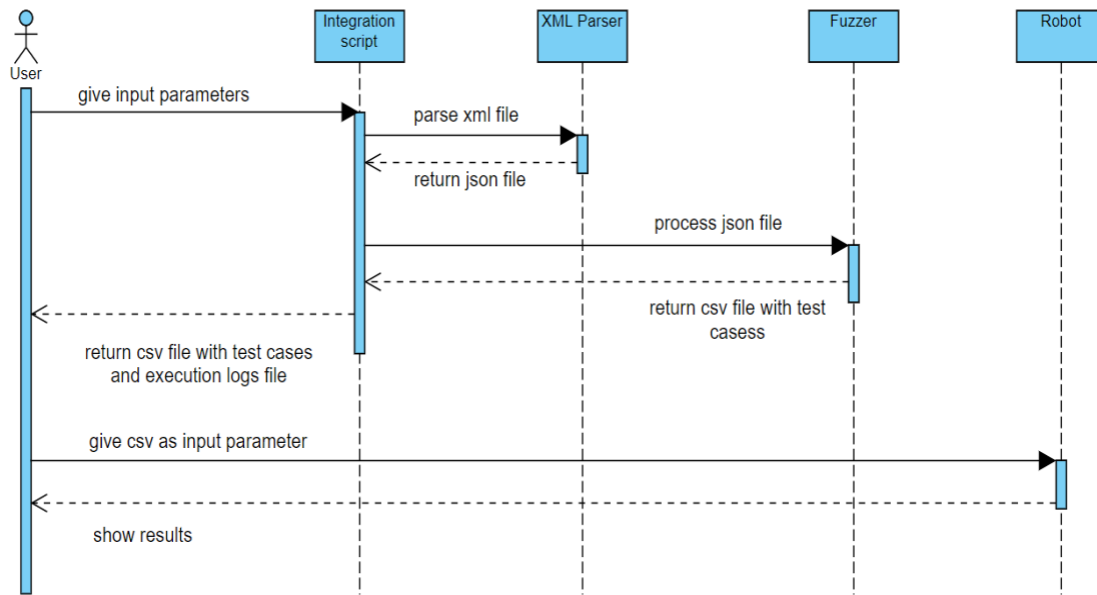 Integration
script
XML Parser
Fuzzer
Robot
User
give input parameters
parse xml file
return json file
process json file
return csv file with test
casess
return csv file with test cases
and execution logs file
give csv as input parameter
show results